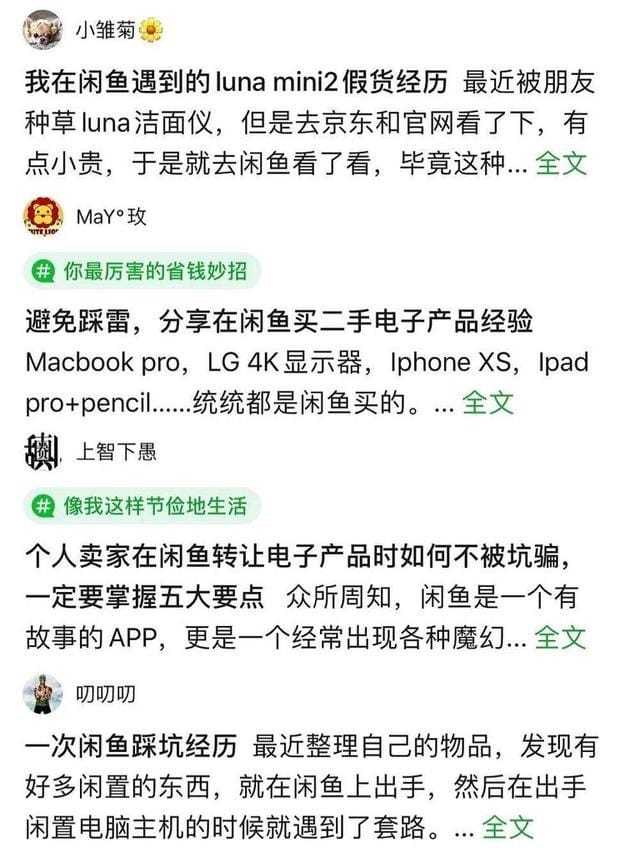 小雏菊
我在闲鱼遇到的luna mini2假货经历 最近被朋友
种草luna洁面仪，但是去京东和官网看了下，有
点小贵，于是就去闲鱼看了看，毕竟这种... 全文
MaY°玫
# 你最厉害的省钱妙招
避免踩雷，分享在闲鱼买二手电子产品经验
Macbook pro，LG 4K显示器，Iphone XS，Ipad
pro+pencil......统统都是闲鱼买的。... 全文
上智下愚
# 像我这样节俭地生活
个人卖家在闲鱼转让电子产品时如何不被坑骗，
一定要掌握五大要点 众所周知，闲鱼是一个有
故事的APP，更是一个经常出现各种魔幻... 全文
叨叨叨
一次闲鱼踩坑经历 最近整理自己的物品，发现有
好多闲置的东西，就在闲鱼上出手，然后在出手
闲置电脑主机的时候就遇到了套路。... 全文